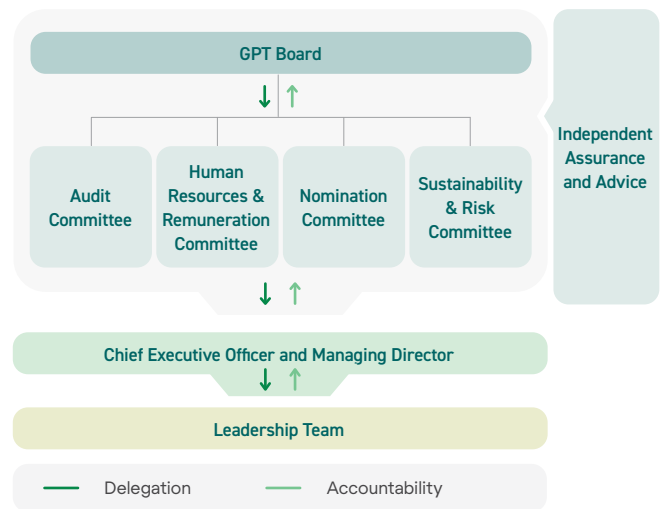 GPT Board
Independent
Assurance
and Advice
Audit
Committee
Human
Resources &
Remuneration
Committee
Nomination
Committee
Sustainability
& Risk
Committee
Chief Executive Officer and Managing Director
Leadership Team
Delegation
Accountability